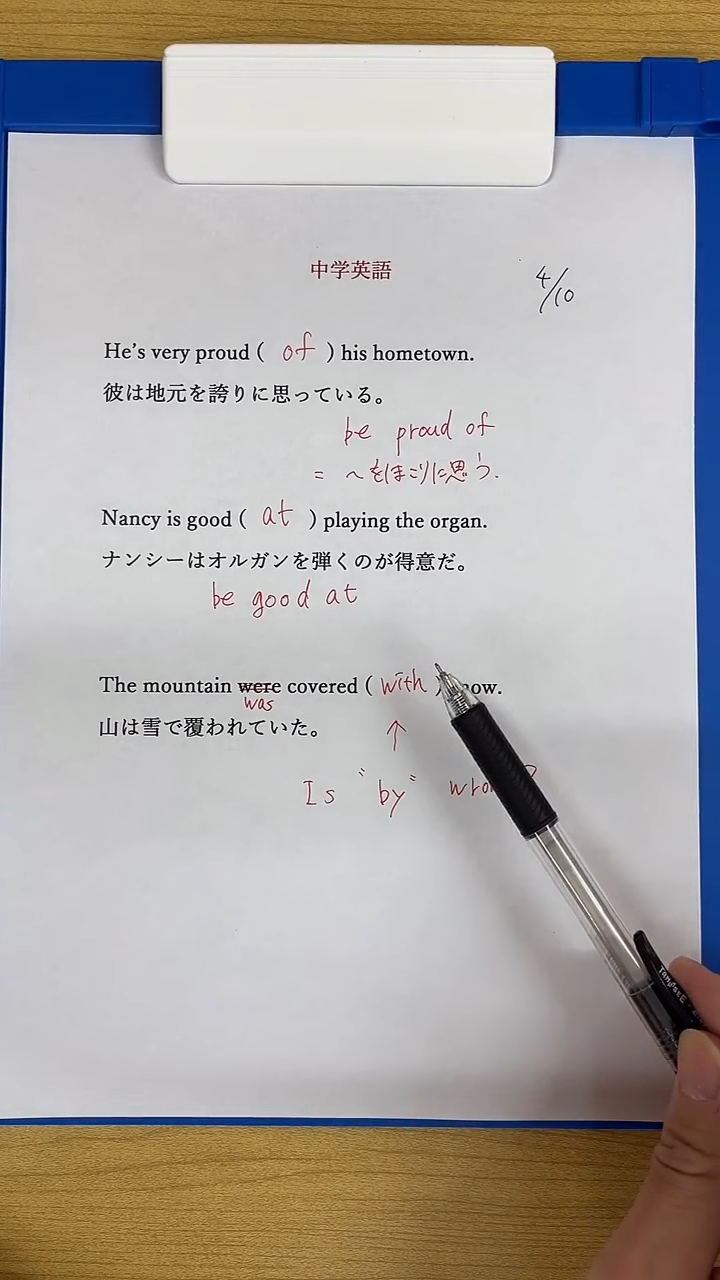 中学英語
4/10
He's very proud ( of ) his hometown.
彼は地元を誇りに思っている。
be proud of
= ~をほこりに思う.
Nancy is good ( at ) playing the organ.
ナンシーはオルガンを弾くのが得意だ。
be good at
The mountain were covered ( with )
was
山は雪で覆われていた。
↑
Is "by"